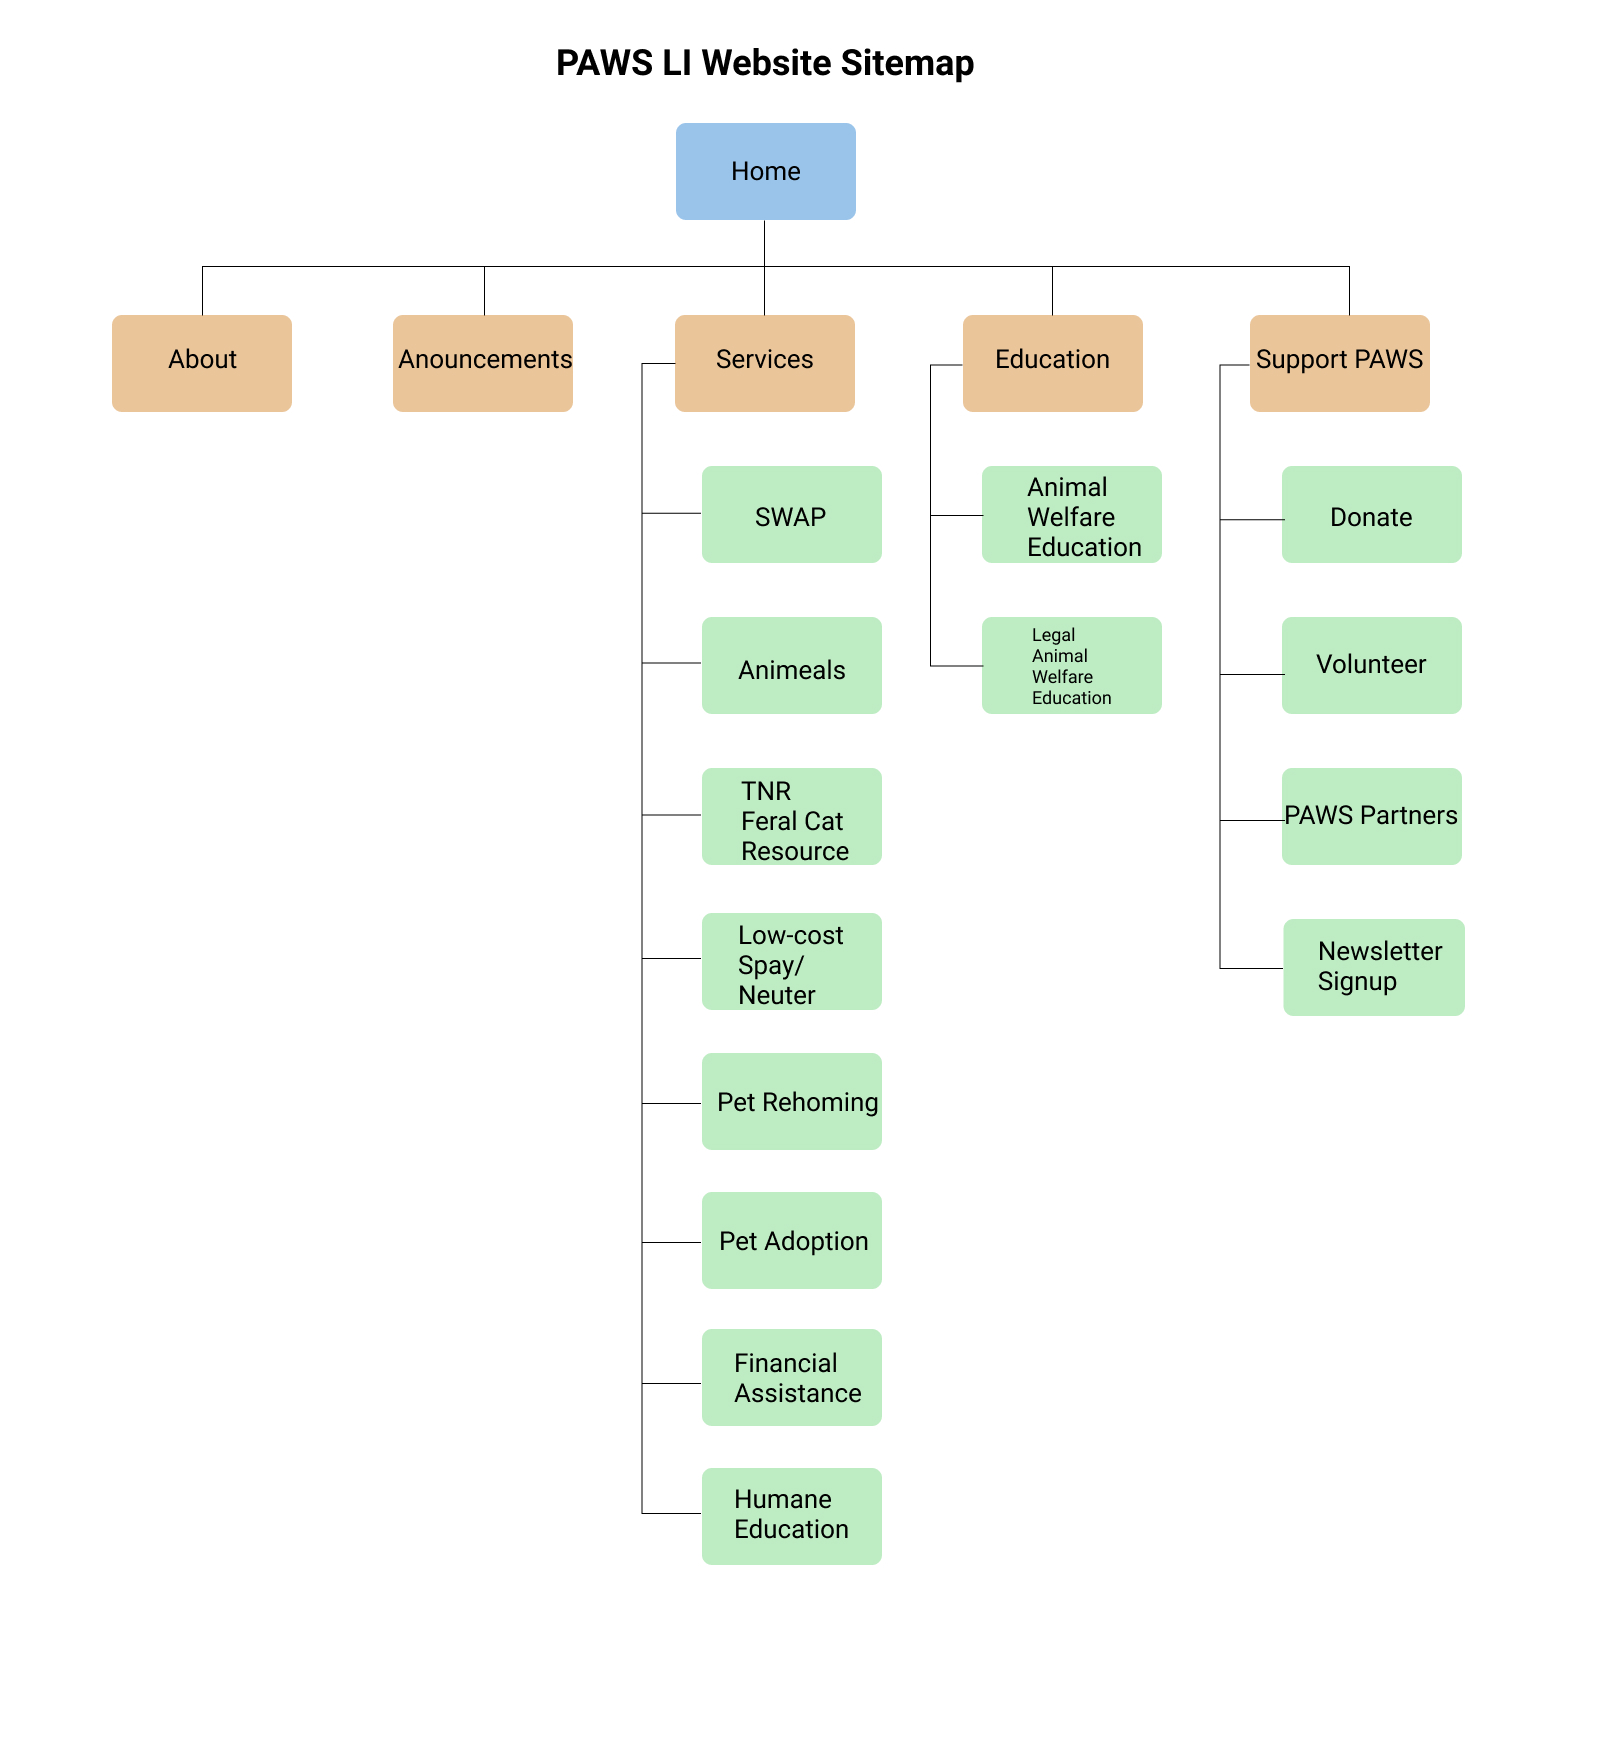 PAWS LI Website Sitemap
Home
About
Anouncements
Services
Education
Support PAWS
SWAP
Animeals
TNR
Feral Cat
Resource
Low-cost
Spay/
Neuter
Pet Rehoming
Pet Adoption
Financial
Assistance
Humane
Education
Animal
Welfare
Education
Legal
Animal
Welfare
Education
Donate
Volunteer
PAWS Partners
Newsletter
Signup